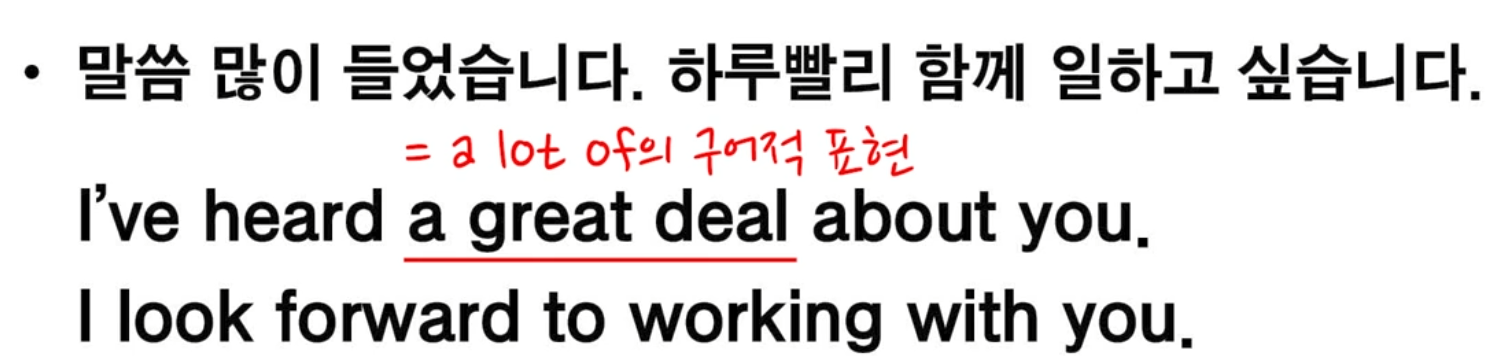 • 말씀 많이 들었습니다. 하루빨리 함께 일하고 싶습니다.
= a lot of의 구어적 표현
I've heard a great deal about you.
I look forward to working with you.